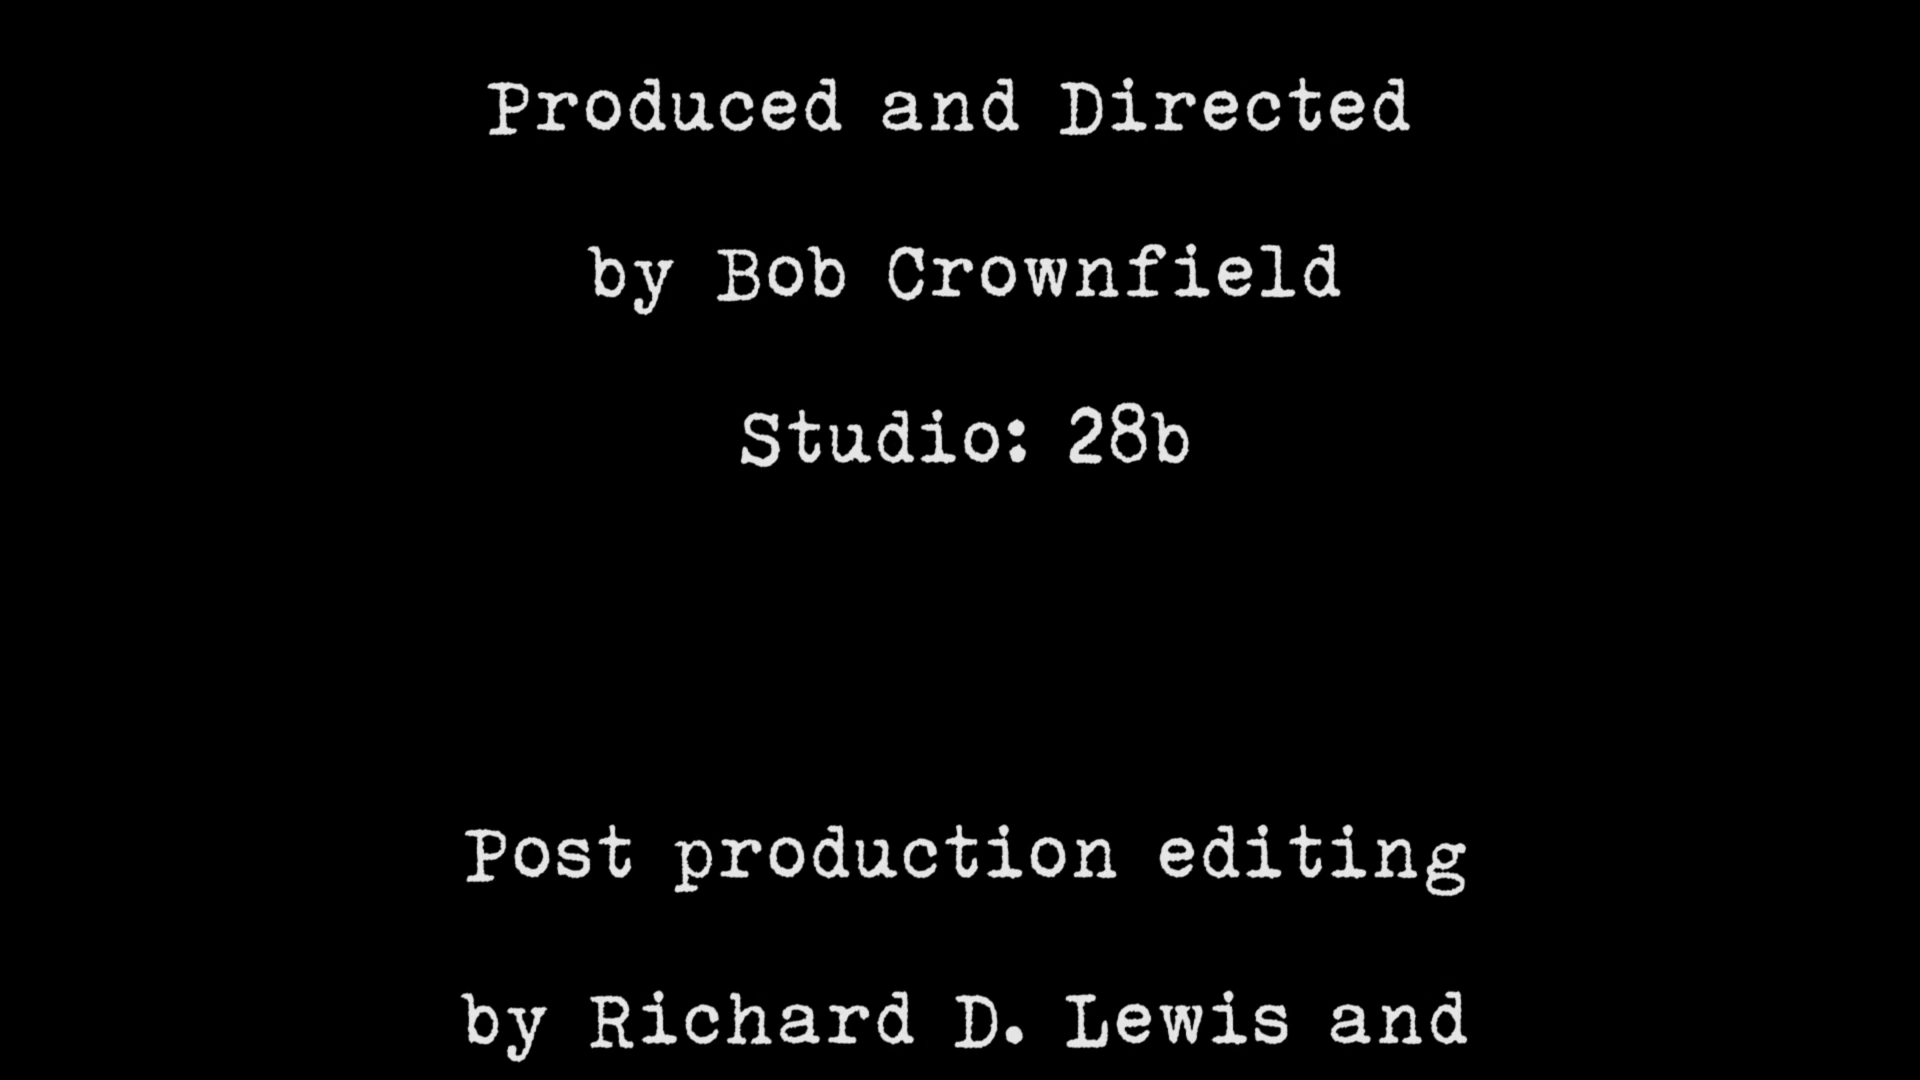 Produced and Directed
by Bob Crownfield
Studio: 28b
Post production editing
by Richard D. Lewis and